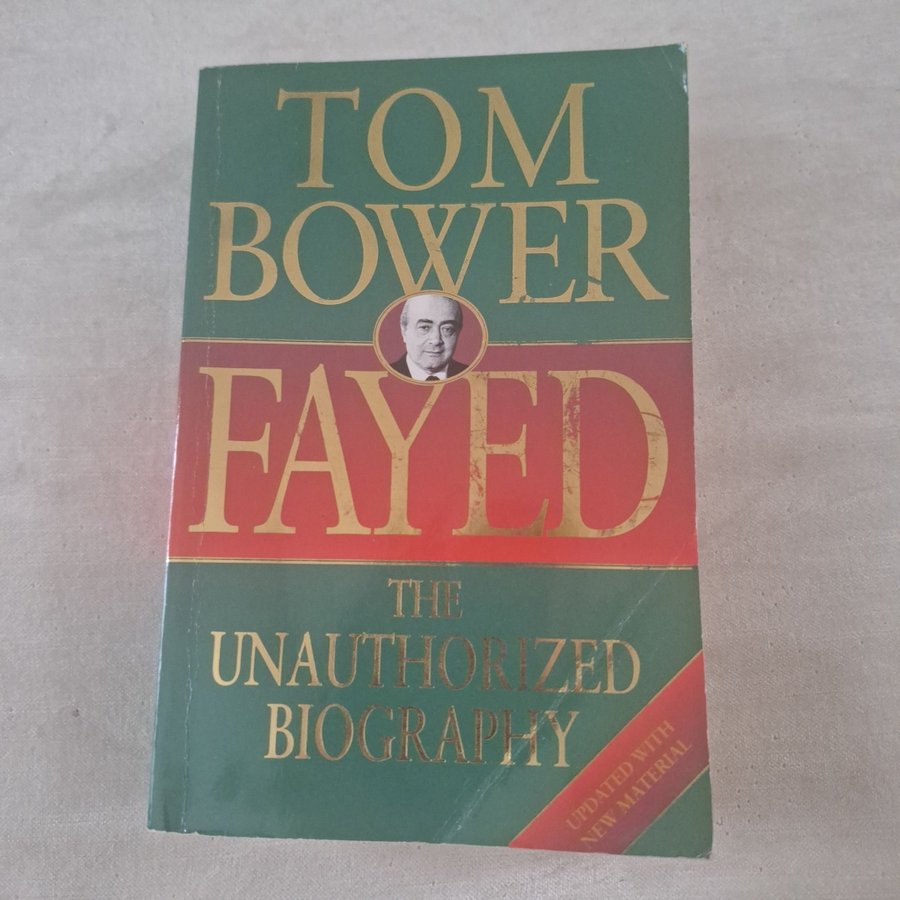 TOM
BOWER
FAYED
THE
UNAUTHORIZED
BIOGRAPHY
UPDATED WITH
NEW MATERIAL